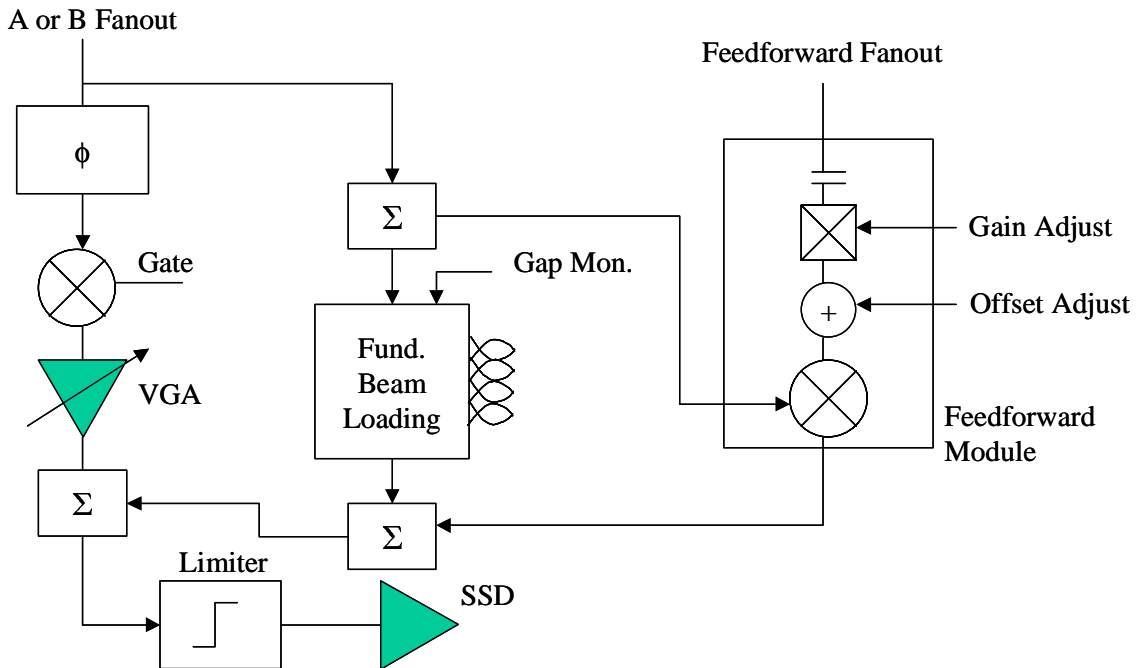 A or B Fanout
Feedforward Fanout
ϕ
Σ
Gain Adjust
Gate
Gap Mon.
Offset Adjust
+
Fund.
Beam
Loading
VGA
Feedforward
Module
Σ
Σ
Limiter
SSD